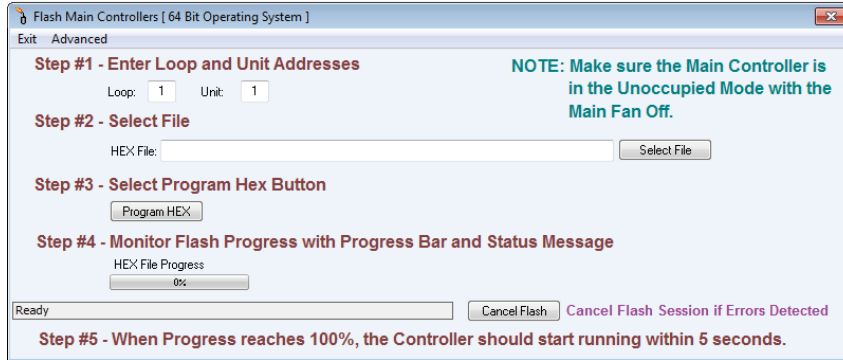 Flash Main Controllers [ 64 Bit Operating System ]
Exit Advanced
Step #1 - Enter Loop and Unit Addresses
NOTE: Make sure the Main Controller is
in the Unoccupied Mode with the
Main Fan Off.
Loop: 1 Unit: 1
Step #2 - Select File
HEX File: Select File
Step #3 - Select Program Hex Button
Program HEX
Step #4 - Monitor Flash Progress with Progress Bar and Status Message
HEX File Progress
0%
Ready Cancel Flash Cancel Flash Session if Errors Detected
Step #5 - When Progress reaches 100%, the Controller should start running within 5 seconds.